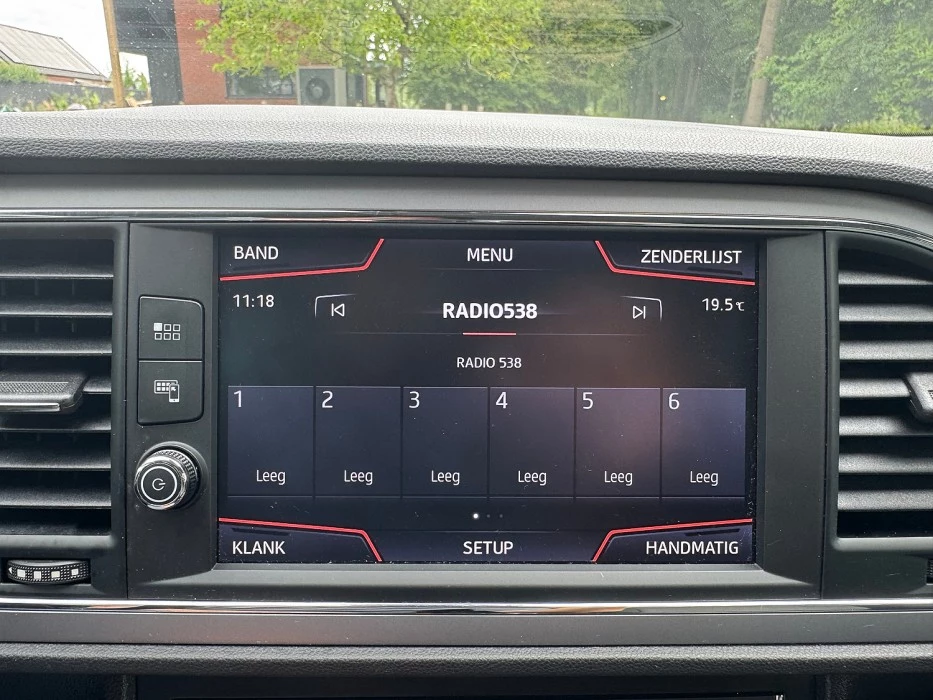 BAND MENU ZENDERLIJST
11:18 RADIO538 19.5℃
RADIO 538
1 2 3 4 5 6
Leeg Leeg Leeg Leeg Leeg Leeg
KLANK SETUP HANDMATIG